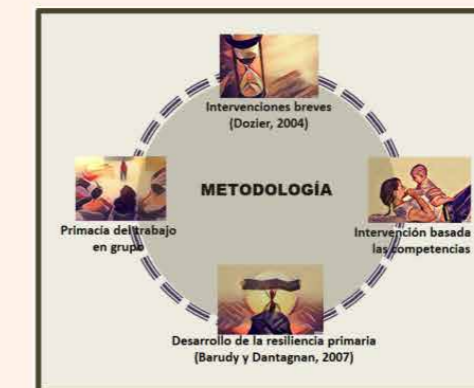 Intervenciones breves
(Dozier, 2004)
METODOLOGÍA
Primacía del trabajo
en grupo
Intervención basada
las competencias
Desarrollo de la resiliencia primaria
(Barudy y Dantagnan, 2007)